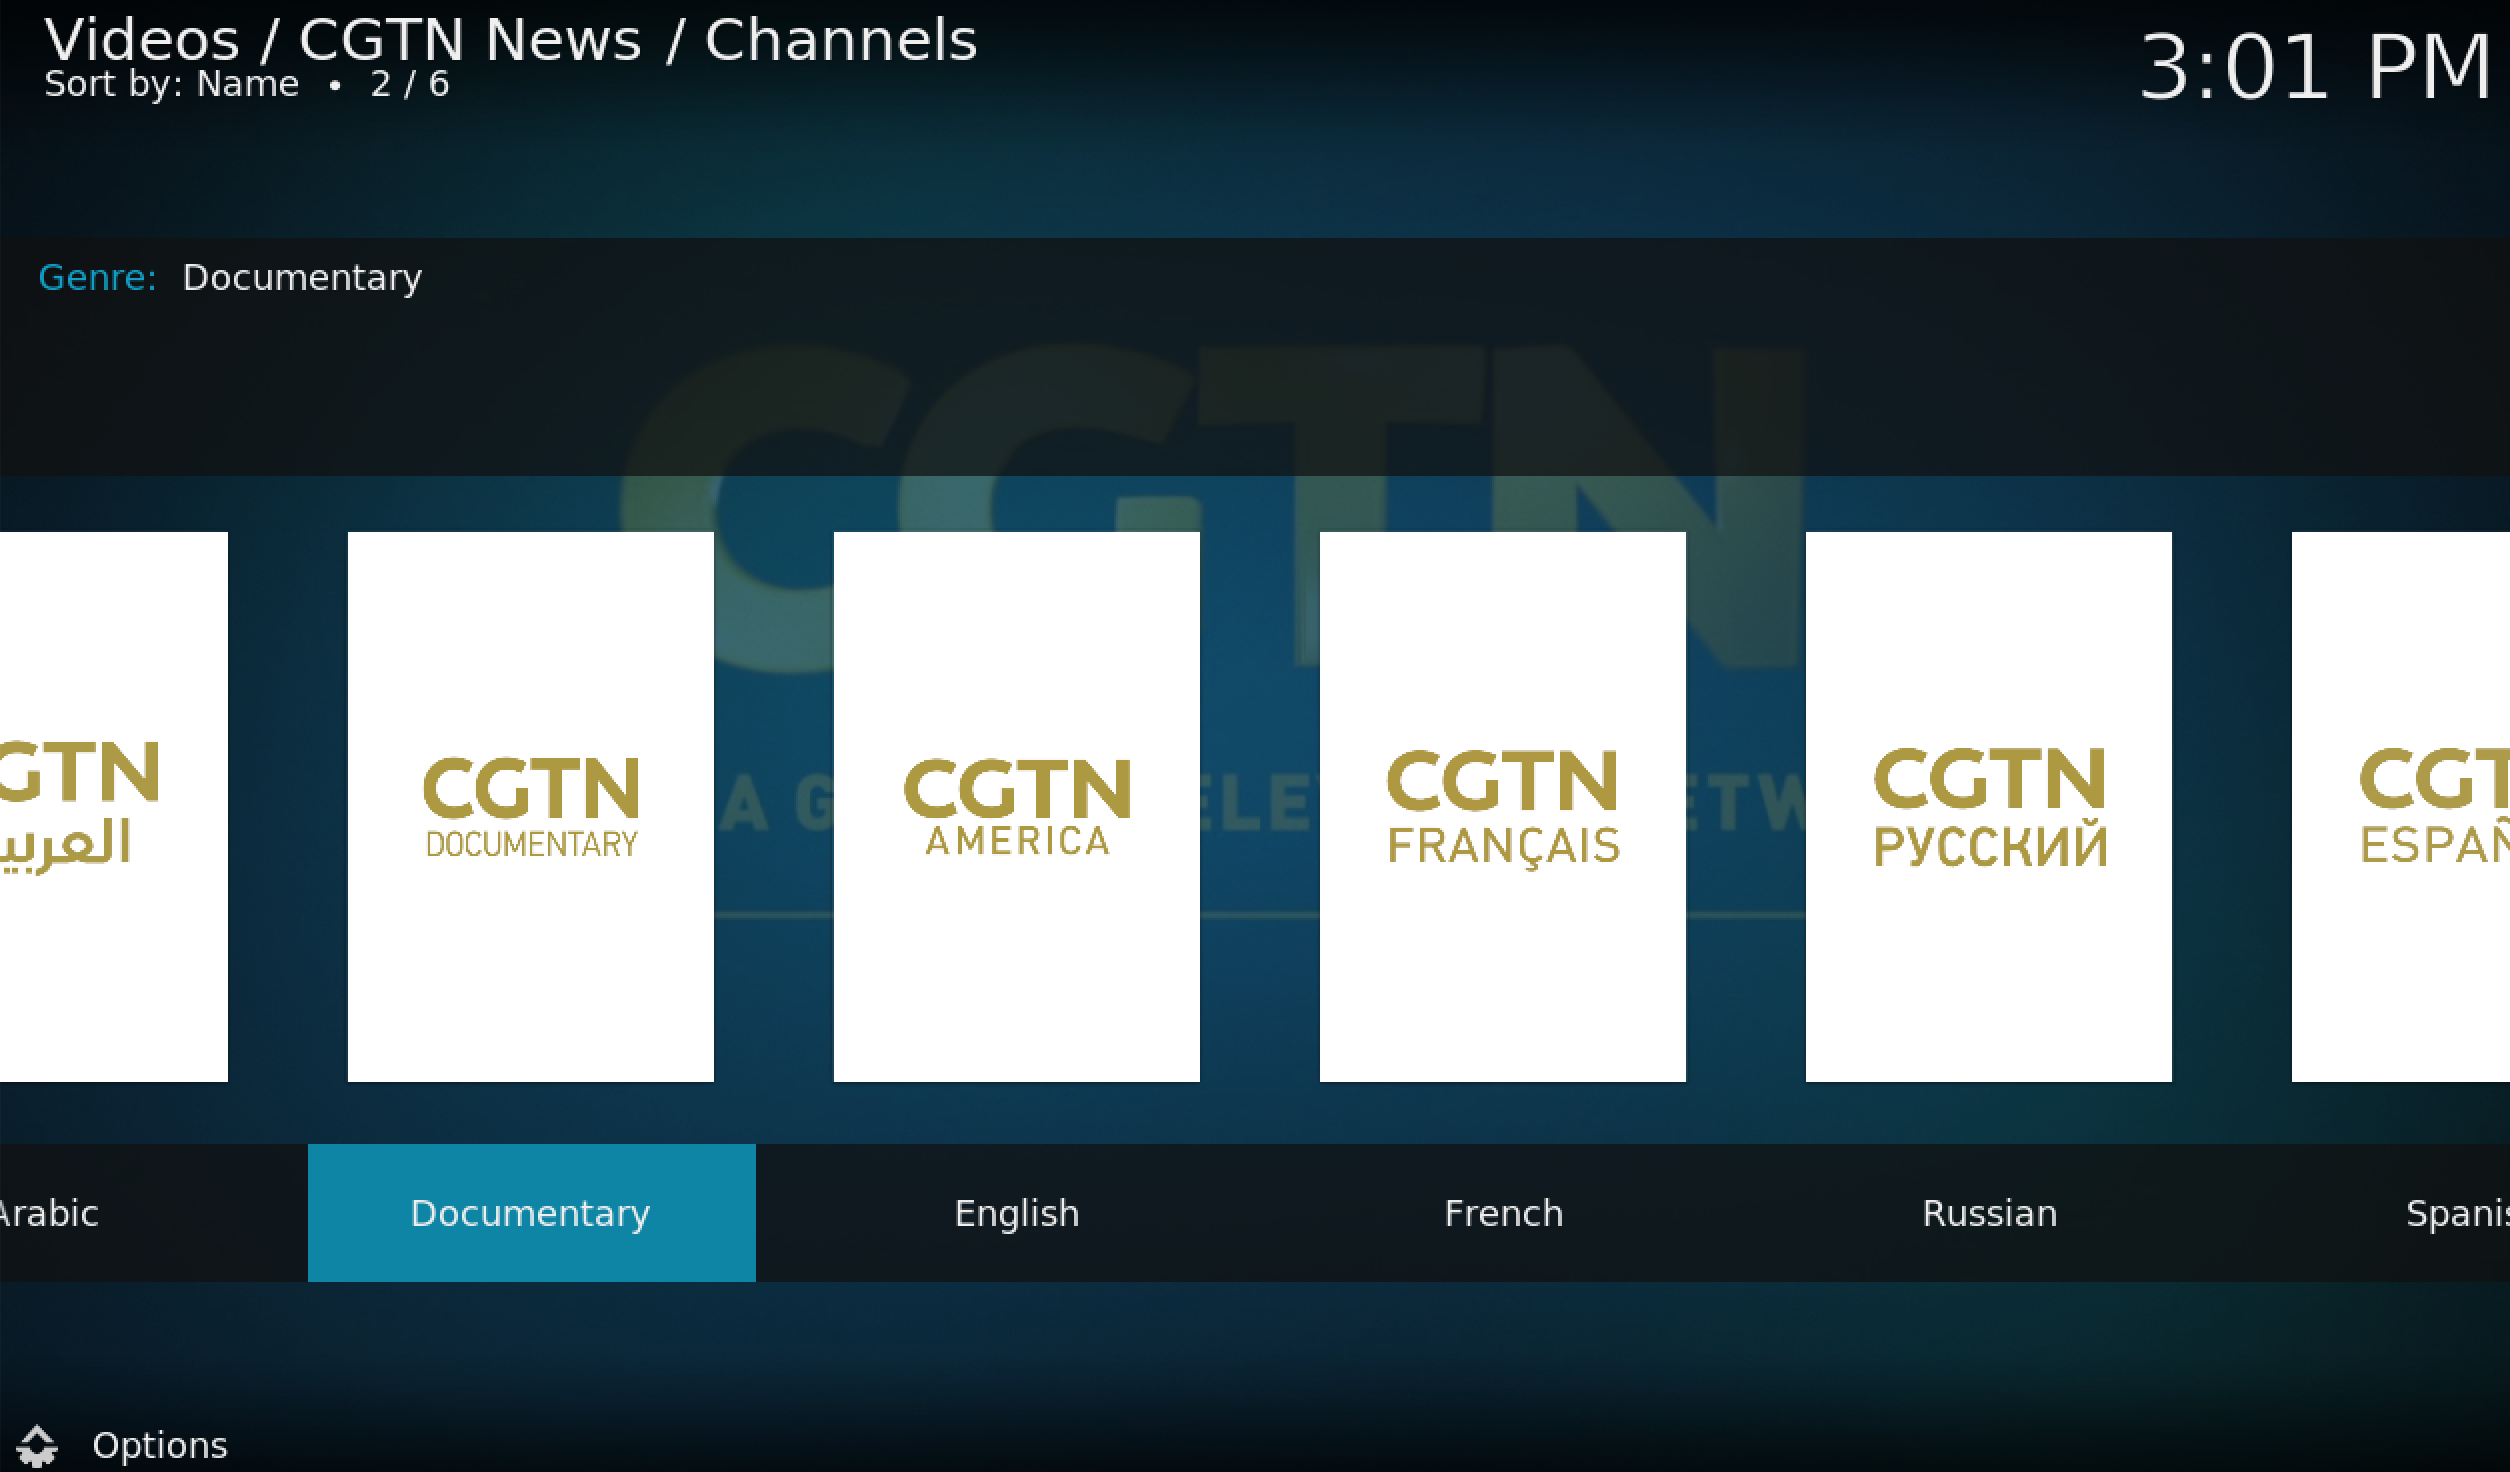 Videos / CGTN News / Channels
Sort by: Name • 2 / 6
3:01 PM
Genre: Documentary
CGTN
GTN
العربي
CGTN
DOCUMENTARY
CGTN
AMERICA
CGTN
FRANÇAIS
CGTN
РУССКИЙ
CGT
ESPAÑ
Arabic
Documentary
English
French
Russian
Spanis
Options